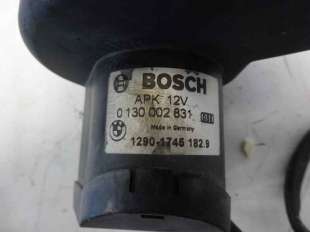 BOSCH
APK 12V
0 130 002 831
Made in Germany
1290-1745 182.9